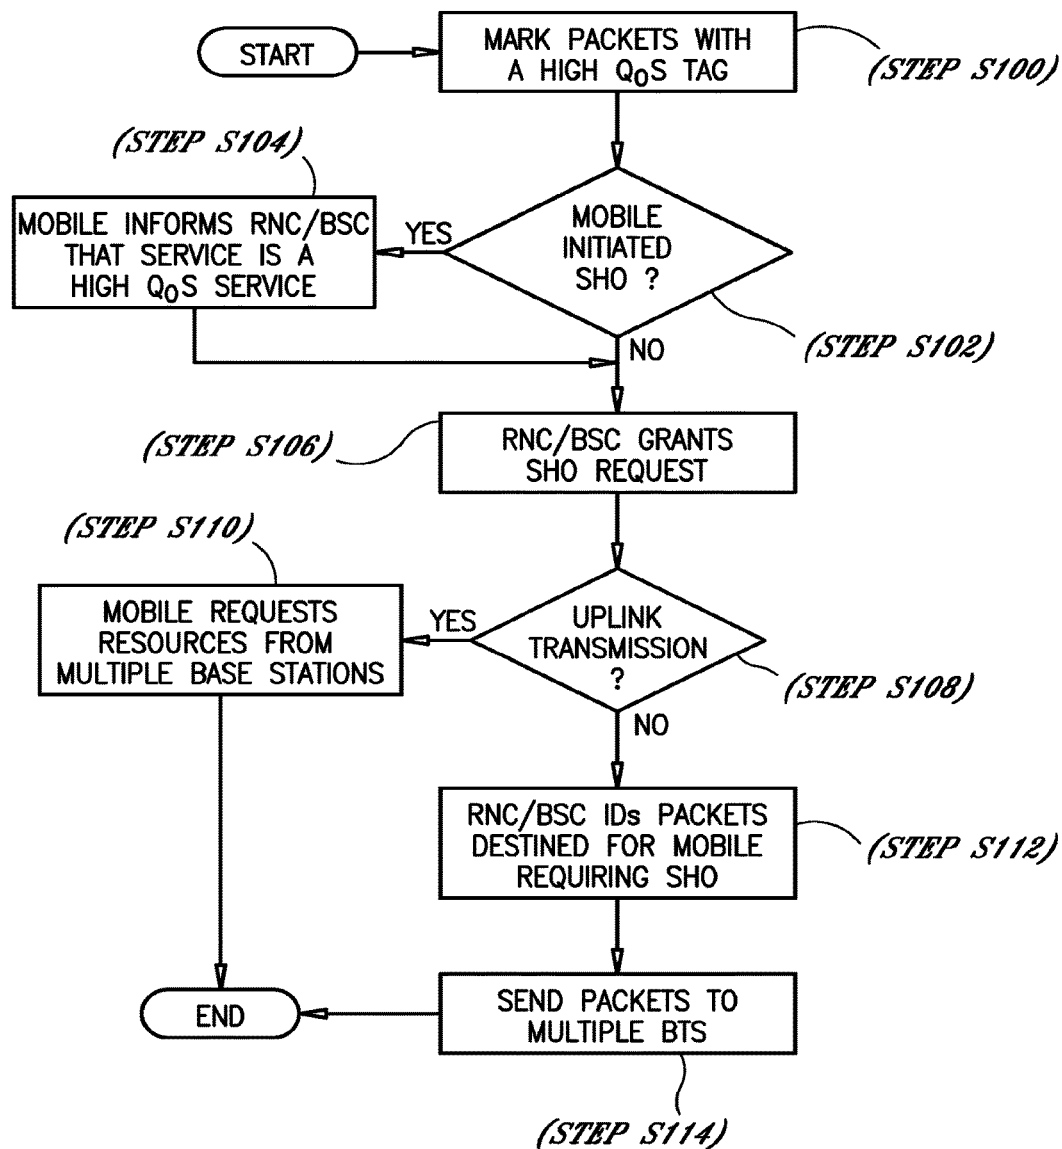 START
MARK PACKETS WITH
A HIGH QoS TAG
(STEP S100)
(STEP S104)
MOBILE INFORMS RNC/BSC
THAT SERVICE IS A
HIGH QoS SERVICE
YES
MOBILE
INITIATED
SHO ?
(STEP S102)
NO
(STEP S106)
RNC/BSC GRANTS
SHO REQUEST
(STEP S110)
MOBILE REQUESTS
RESOURCES FROM
MULTIPLE BASE STATIONS
YES
UPLINK
TRANSMISSION
?
(STEP S108)
NO
RNC/BSC IDs PACKETS
DESTINED FOR MOBILE
REQUIRING SHO
(STEP S112)
END
SEND PACKETS TO
MULTIPLE BTS
(STEP S114)